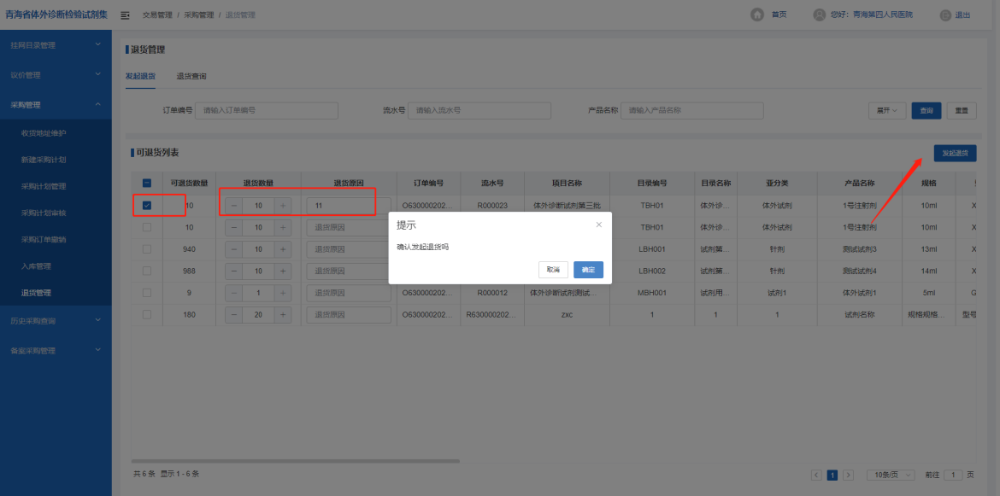 青海省体外诊断检验试剂集
交易管理 / 采购管理 / 退货管理
首页
您好：青海第四人民医院
退出
挂网目录管理
议价管理
采购管理
收货地址维护
新建采购计划
采购计划管理
采购计划审核
采购订单撤销
入库管理
退货管理
历史采购查询
备案采购管理
退货管理
发起退货 退货查询
订单编号 请输入订单编号 流水号 请输入流水号 产品名称 请输入产品名称 展开 查询 重置
可退货列表 发起退货
可退货数量 退货数量 退货原因 订单编号 流水号 项目名称 目录编号 目录名称 亚分类 产品名称 规格
10 − 10 + 11 O630000202... R000023 体外诊断试剂第三批 TBH01 体外诊... 体外试剂 1号注射剂 10ml X
10 − 10 + 退货原因 TBH01 体外诊... 体外试剂 1号注射剂 10ml X
940 − 10 + 退货原因 LBH001 试剂第... 针剂 测试试剂3 13ml X
988 − 10 + 退货原因 LBH002 试剂第... 针剂 测试试剂4 14ml X
9 − 1 + 退货原因 O630000202... R000012 体外诊断试剂测试... MBH001 试剂用... 试剂1 体外试剂1 5ml G
180 − 20 + 退货原因 O630000202... R630000202... zxc 1 1 1 试剂名称 规格规格... 型号
提示
确认发起退货吗
取消 确定
共 6 条 显示 1 - 6 条
1 10条/页 前往 1 页